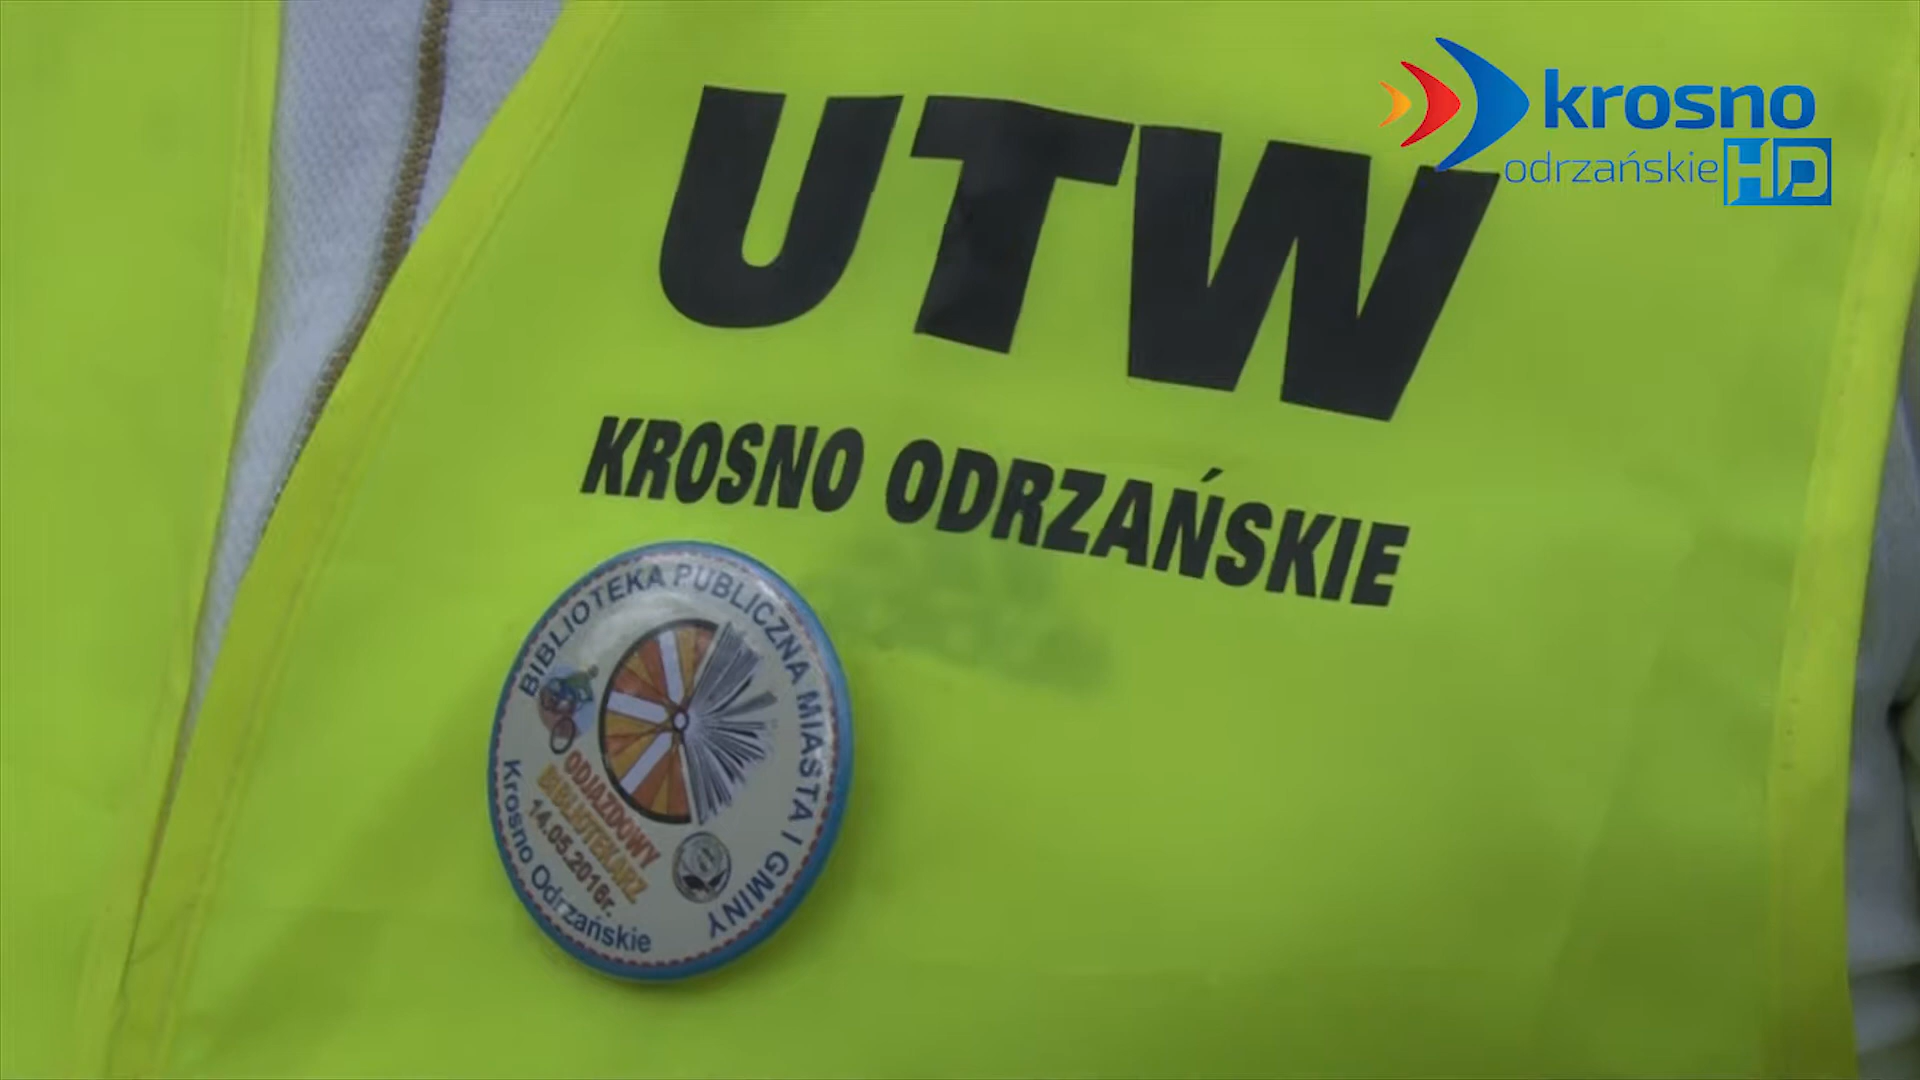 krosno
odrzańskie HD
UTW
KROSNO ODRZAŃSKIE
BIBLIOTEKA PUBLICZNA MIASTA I GMINY
ODJAZDOWY
BIBLIOTEKARZ
14.05.2016r.
Krosno Odrzańskie